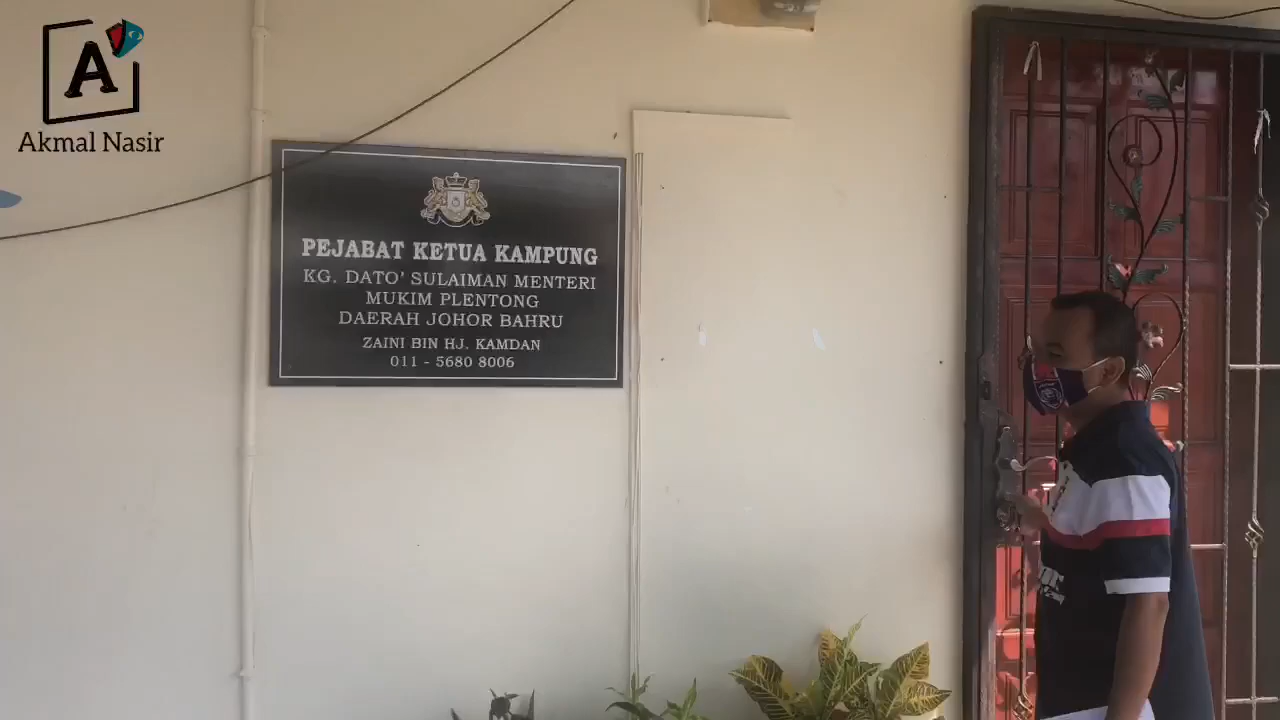 A
Akmal Nasir
PEJABAT KETUA KAMPUNG
KG. DATO' SULAIMAN MENTERI
MUKIM PLENTONG
DAERAH JOHOR BAHRU
ZAINI BIN HJ. KAMDAN
011 - 5680 8006